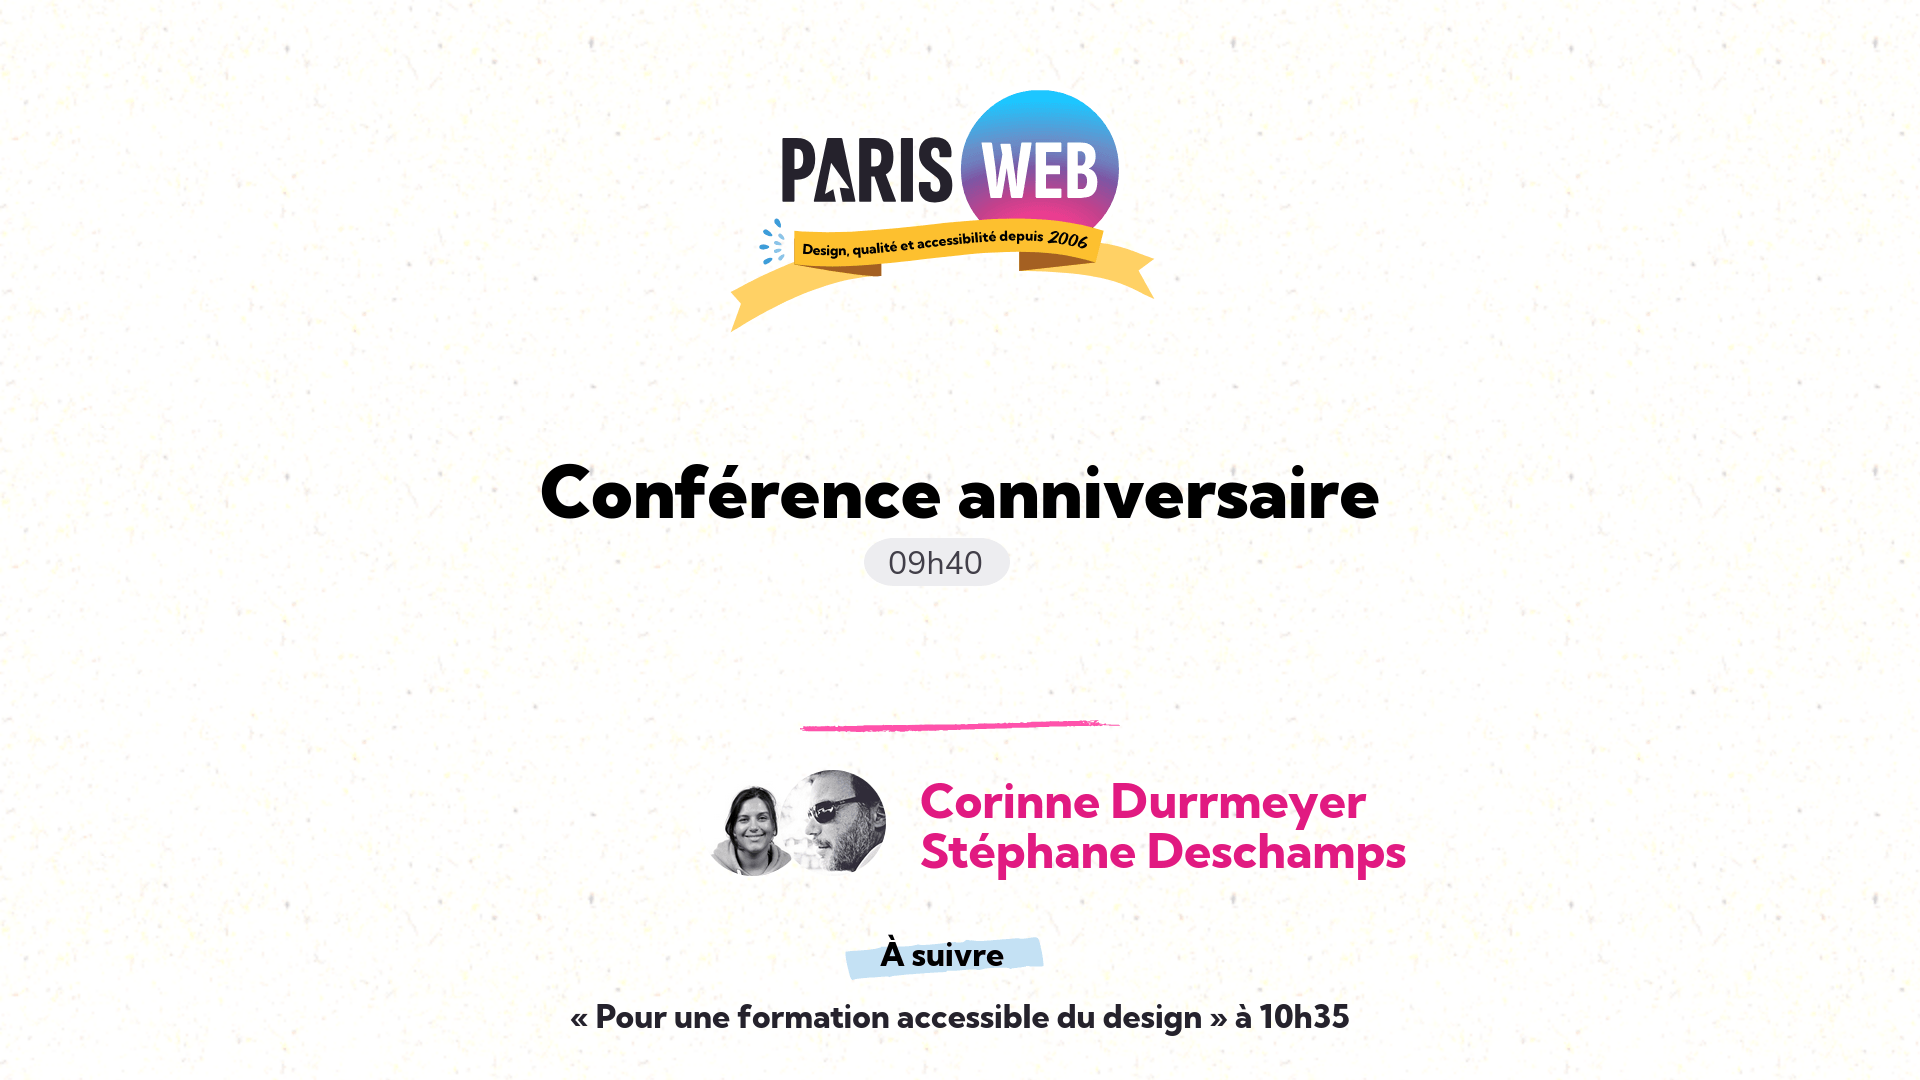 PARIS WEB
Design, qualité et accessibilité depuis 2006
Conférence anniversaire
09h40
Corinne Durrmeyer
Stéphane Deschamps
À suivre
« Pour une formation accessible du design » à 10h35